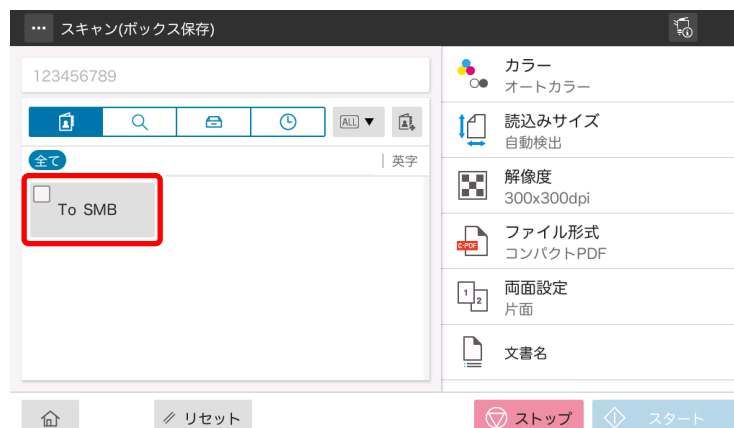 スキャン(ボックス保存)
123456789
ALL
全て
英字
To SMB
カラー
オートカラー
読込みサイズ
自動検出
解像度
300x300dpi
ファイル形式
C-PDF
コンパクトPDF
両面設定
1 2
片面
文書名
リセット
ストップ
スタート